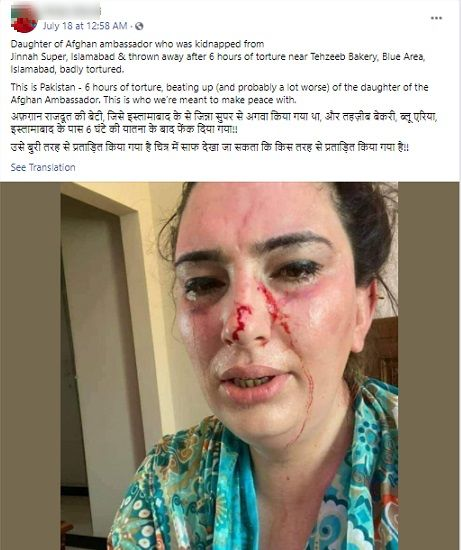 July 18 at 12:58 AM ·
Daughter of Afghan ambassador who was kidnapped from
Jinnah Super, Islamabad & thrown away after 6 hours of torture near Tehzeeb Bakery, Blue Area,
Islamabad, badly tortured.
This is Pakistan - 6 hours of torture, beating up (and probably a lot worse) of the daughter of the
Afghan Ambassador. This is who we're meant to make peace with.
अफ़ग़ान राजदूत की बेटी, जिसे इस्तामाबाद के से जिन्ना सुपर से अगवा किया गया था, और तहज़ीब बेकरी, ब्लू एरिया,
इस्तामाबाद के पास 6 घंटे की यातना के बाद फेंक दिया गया!!
उसे बुरी तरह से प्रताड़ित किया गया है चित्र में साफ देखा जा सकता कि किस तरह से प्रताड़ित किया गया है!!
See Translation